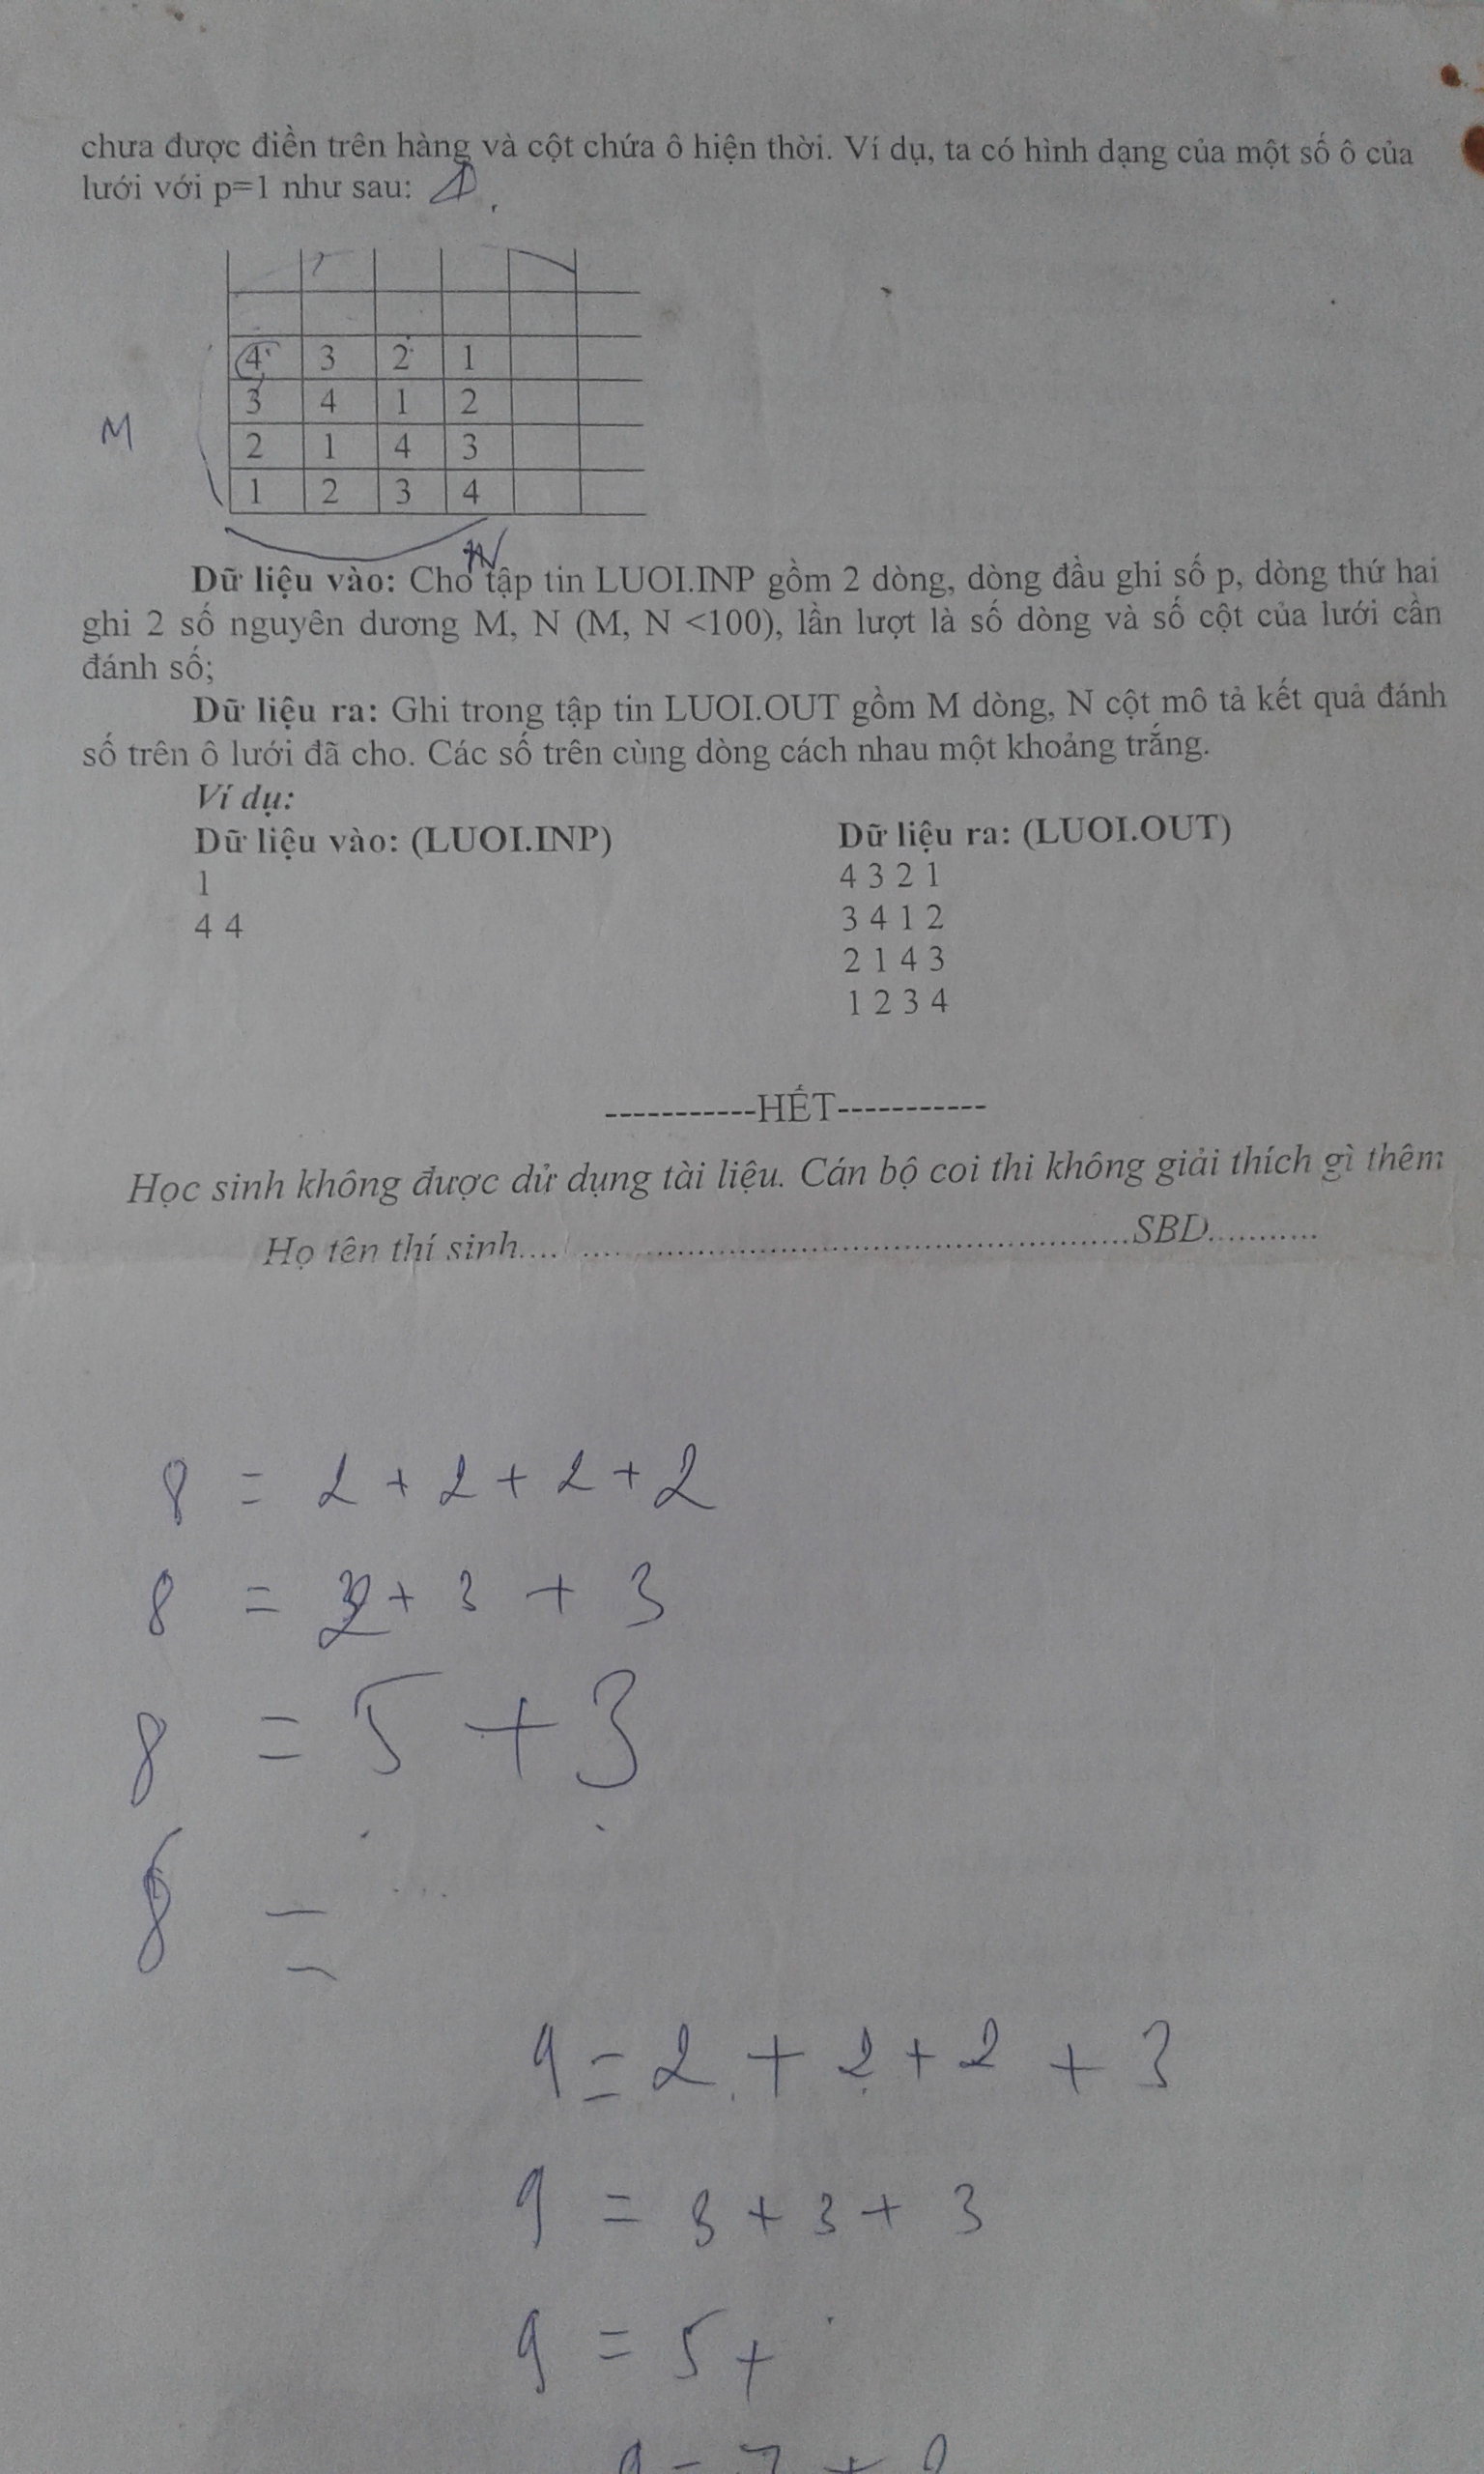 chưa được điền trên hàng và cột chứa ô hiện thời. Ví dụ, ta có hình dạng của một số ô của
lưới với p=1 như sau:
4 3 2 1
3 4 1 2
M
2 1 4 3
1 2 3 4
N
Dữ liệu vào: Cho tập tin LUOI.INP gồm 2 dòng, dòng đầu ghi số p, dòng thứ hai
ghi 2 số nguyên dương M, N (M, N <100), lần lượt là số dòng và số cột của lưới cần
đánh số;
Dữ liệu ra: Ghi trong tập tin LUOI.OUT gồm M dòng, N cột mô tả kết quả đánh
số trên ô lưới đã cho. Các số trên cùng dòng cách nhau một khoảng trắng.
Ví dụ:
Dữ liệu vào: (LUOI.INP) Dữ liệu ra: (LUOI.OUT)
1 4 3 2 1
4 4 3 4 1 2
2 1 4 3
1 2 3 4
-----------HẾT-----------
Học sinh không được dử dụng tài liệu. Cán bộ coi thi không giải thích gì thêm
Họ tên thí sinh.... ..............................................................SBD...........
8 = 2 + 2 + 2 + 2
8 = 2 + 3 + 3
8 = 5 + 3
8 =
9 = 2 + 2 + 2 + 3
9 = 3 + 3 + 3
9 = 5 +